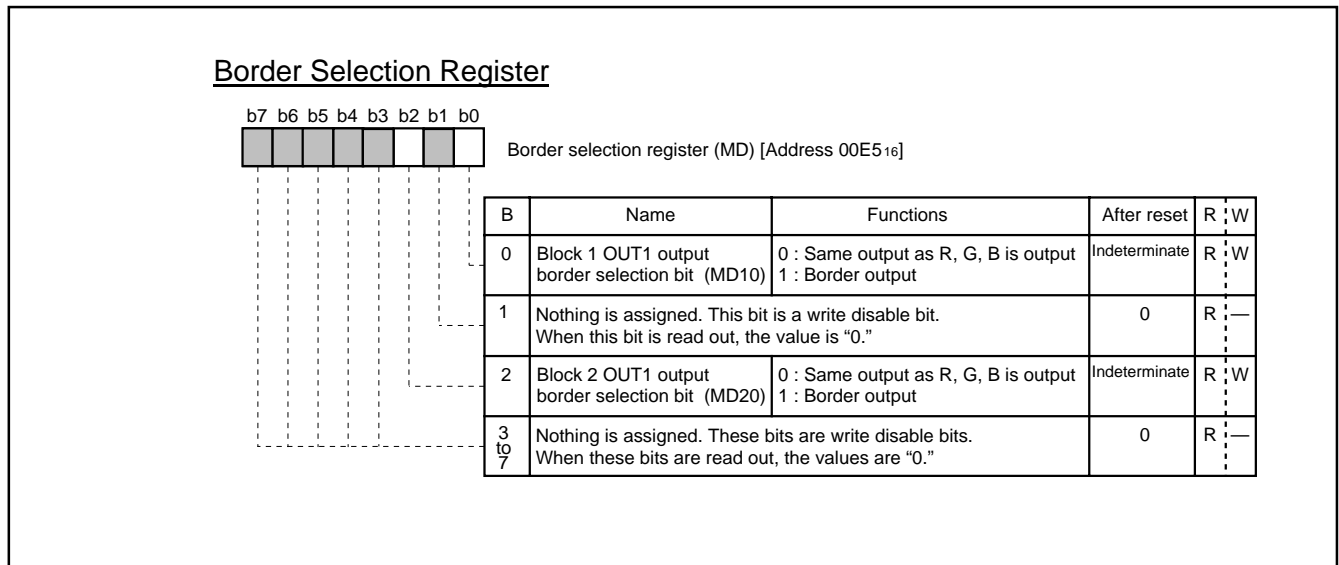 Border Selection Register
b7 b6 b5 b4 b3 b2 b1 b0
Border selection register (MD) [Address 00E516]
B Name Functions After reset R W
0 Block 1 OUT1 output border selection bit (MD10) 0 : Same output as R, G, B is output 1 : Border output Indeterminate R W
1 Nothing is assigned. This bit is a write disable bit. When this bit is read out, the value is “0.” 0 R —
2 Block 2 OUT1 output border selection bit (MD20) 0 : Same output as R, G, B is output 1 : Border output Indeterminate R W
3 to 7 Nothing is assigned. These bits are write disable bits. When these bits are read out, the values are “0.” 0 R —